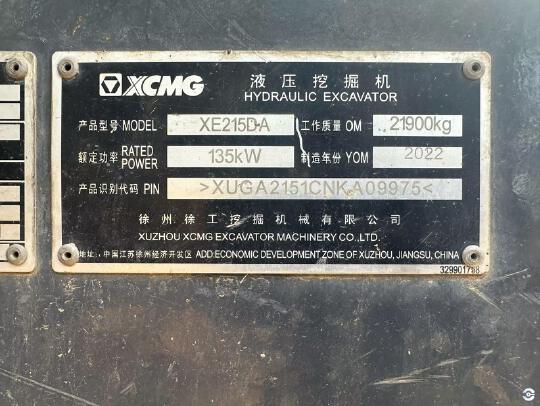 XCMG 液压挖掘机
HYDRAULIC EXCAVATOR
产品型号 MODEL XE215DA 工作质量 OM 21900kg
额定功率 RATED POWER 135kW 制造年份 YOM 2022
产品识别代码 PIN >XUGA2151CNKA09975<
徐州徐工挖掘机械有限公司
XUZHOU XCMG EXCAVATOR MACHINERY CO.,LTD.
地址：中国江苏徐州经济开发区 ADD:ECONOMIC DEVELOPMENT ZONE OF XUZHOU, JIANGSU, CHINA